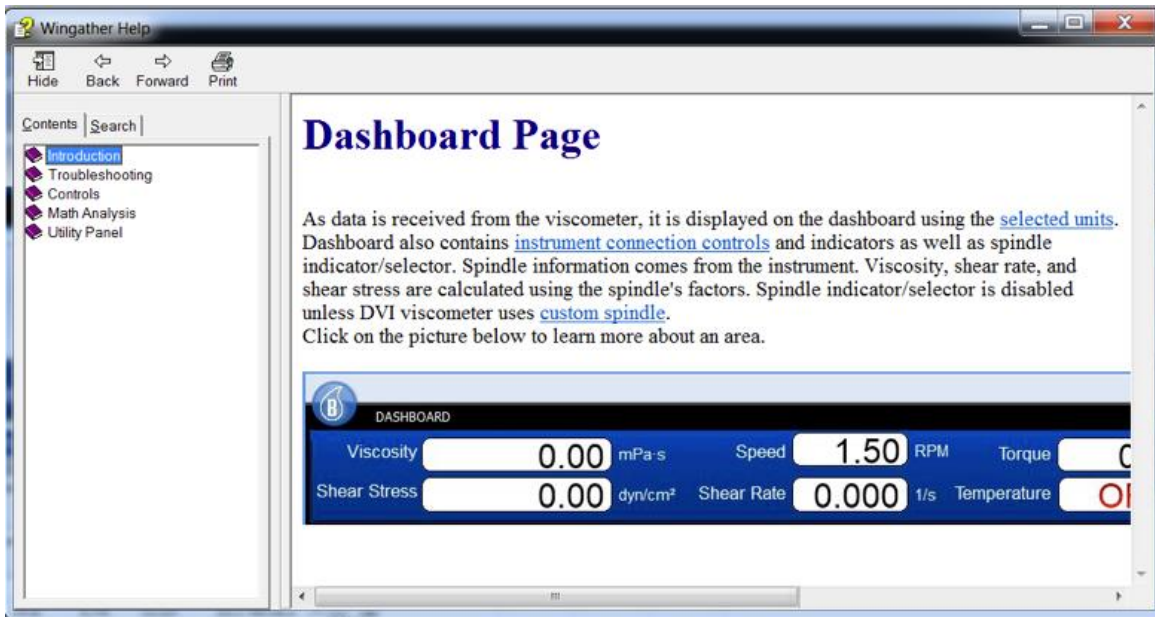 Wingather Help
Hide Back Forward Print
Contents Search
Introduction
Troubleshooting
Controls
Math Analysis
Utility Panel
Dashboard Page
As data is received from the viscometer, it is displayed on the dashboard using the selected units.
Dashboard also contains instrument connection controls and indicators as well as spindle
indicator/selector. Spindle information comes from the instrument. Viscosity, shear rate, and
shear stress are calculated using the spindle's factors. Spindle indicator/selector is disabled
unless DVI viscometer uses custom spindle.
Click on the picture below to learn more about an area.
B
DASHBOARD
Viscosity 0.00 mPa·s Speed 1.50 RPM Torque
Shear Stress 0.00 dyn/cm² Shear Rate 0.000 1/s Temperature